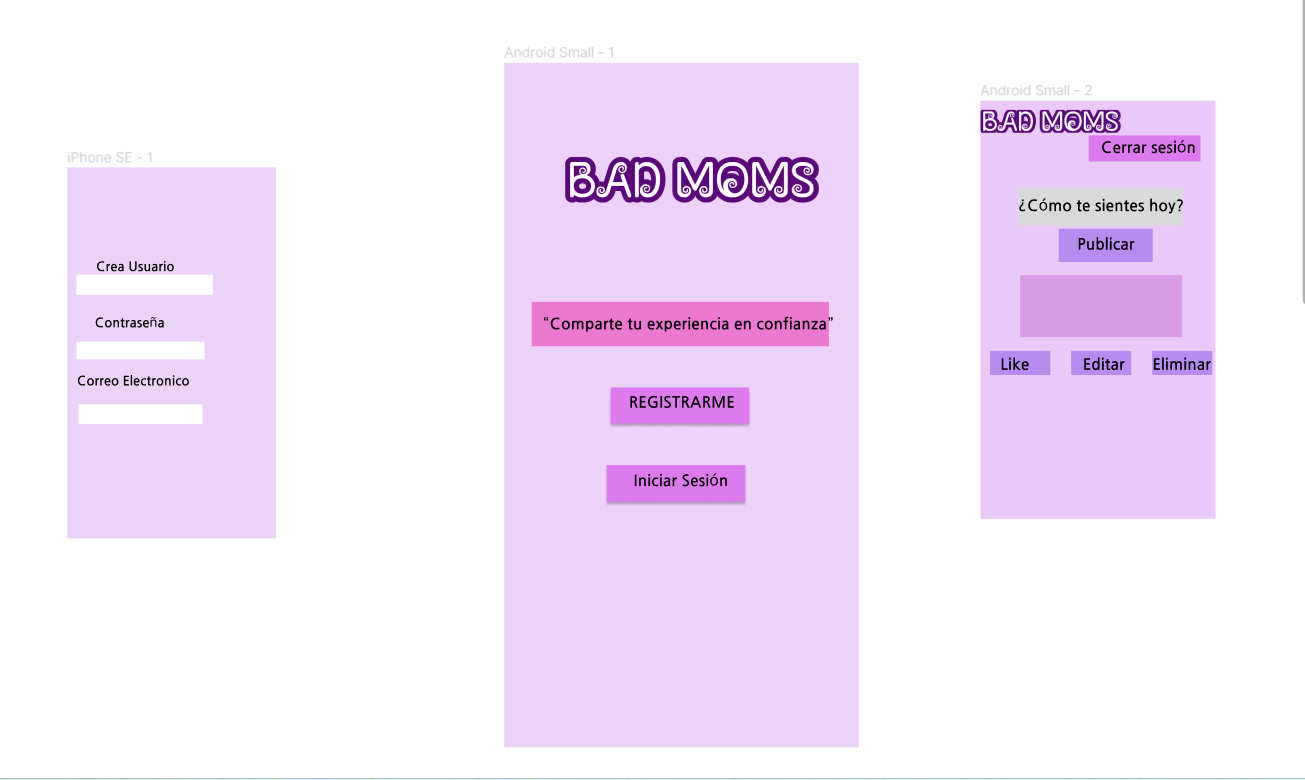 iPhone SE - 1
Crea Usuario
Contraseña
Correo Electronico
Android Small - 1
BAD MOMS
“Comparte tu experiencia en confianza”
REGISTRARME
Iniciar Sesión
Android Small - 2
BAD MOMS
Cerrar sesión
¿Cómo te sientes hoy?
Publicar
Like Editar Eliminar